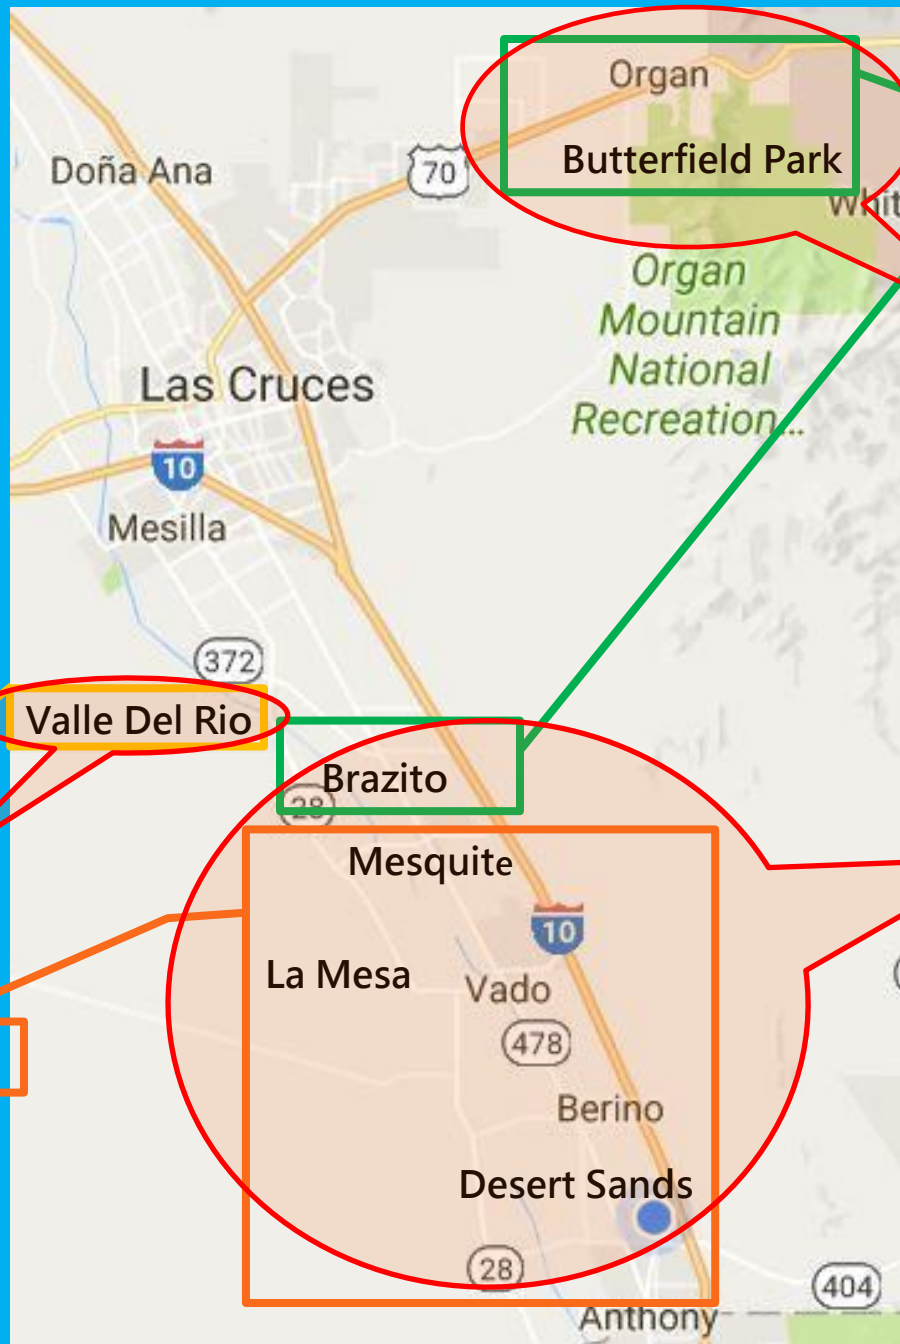 Organ
Butterfield Park
Doña Ana
70
Whit
Organ
Mountain
National
Recreation...
Las Cruces
10
Mesilla
372
Valle Del Rio
Brazito
28
Mesquite
10
La Mesa
Vado
478
Berino
Desert Sands
28
404
Anthony